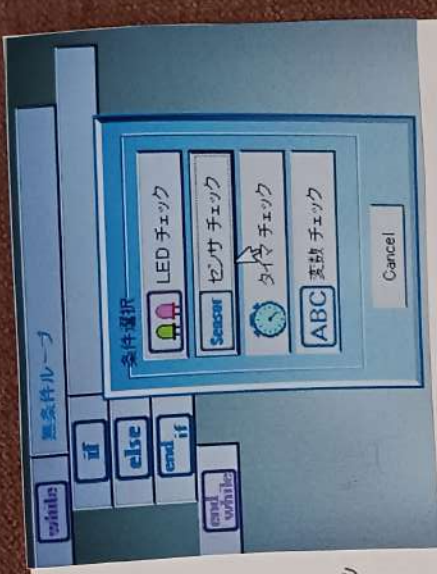 while 無条件ループ
if
else
end if
end while
条件選択
LED チェック
Sensor センサ チェック
タイマ チェック
ABC 変数 チェック
Cancel